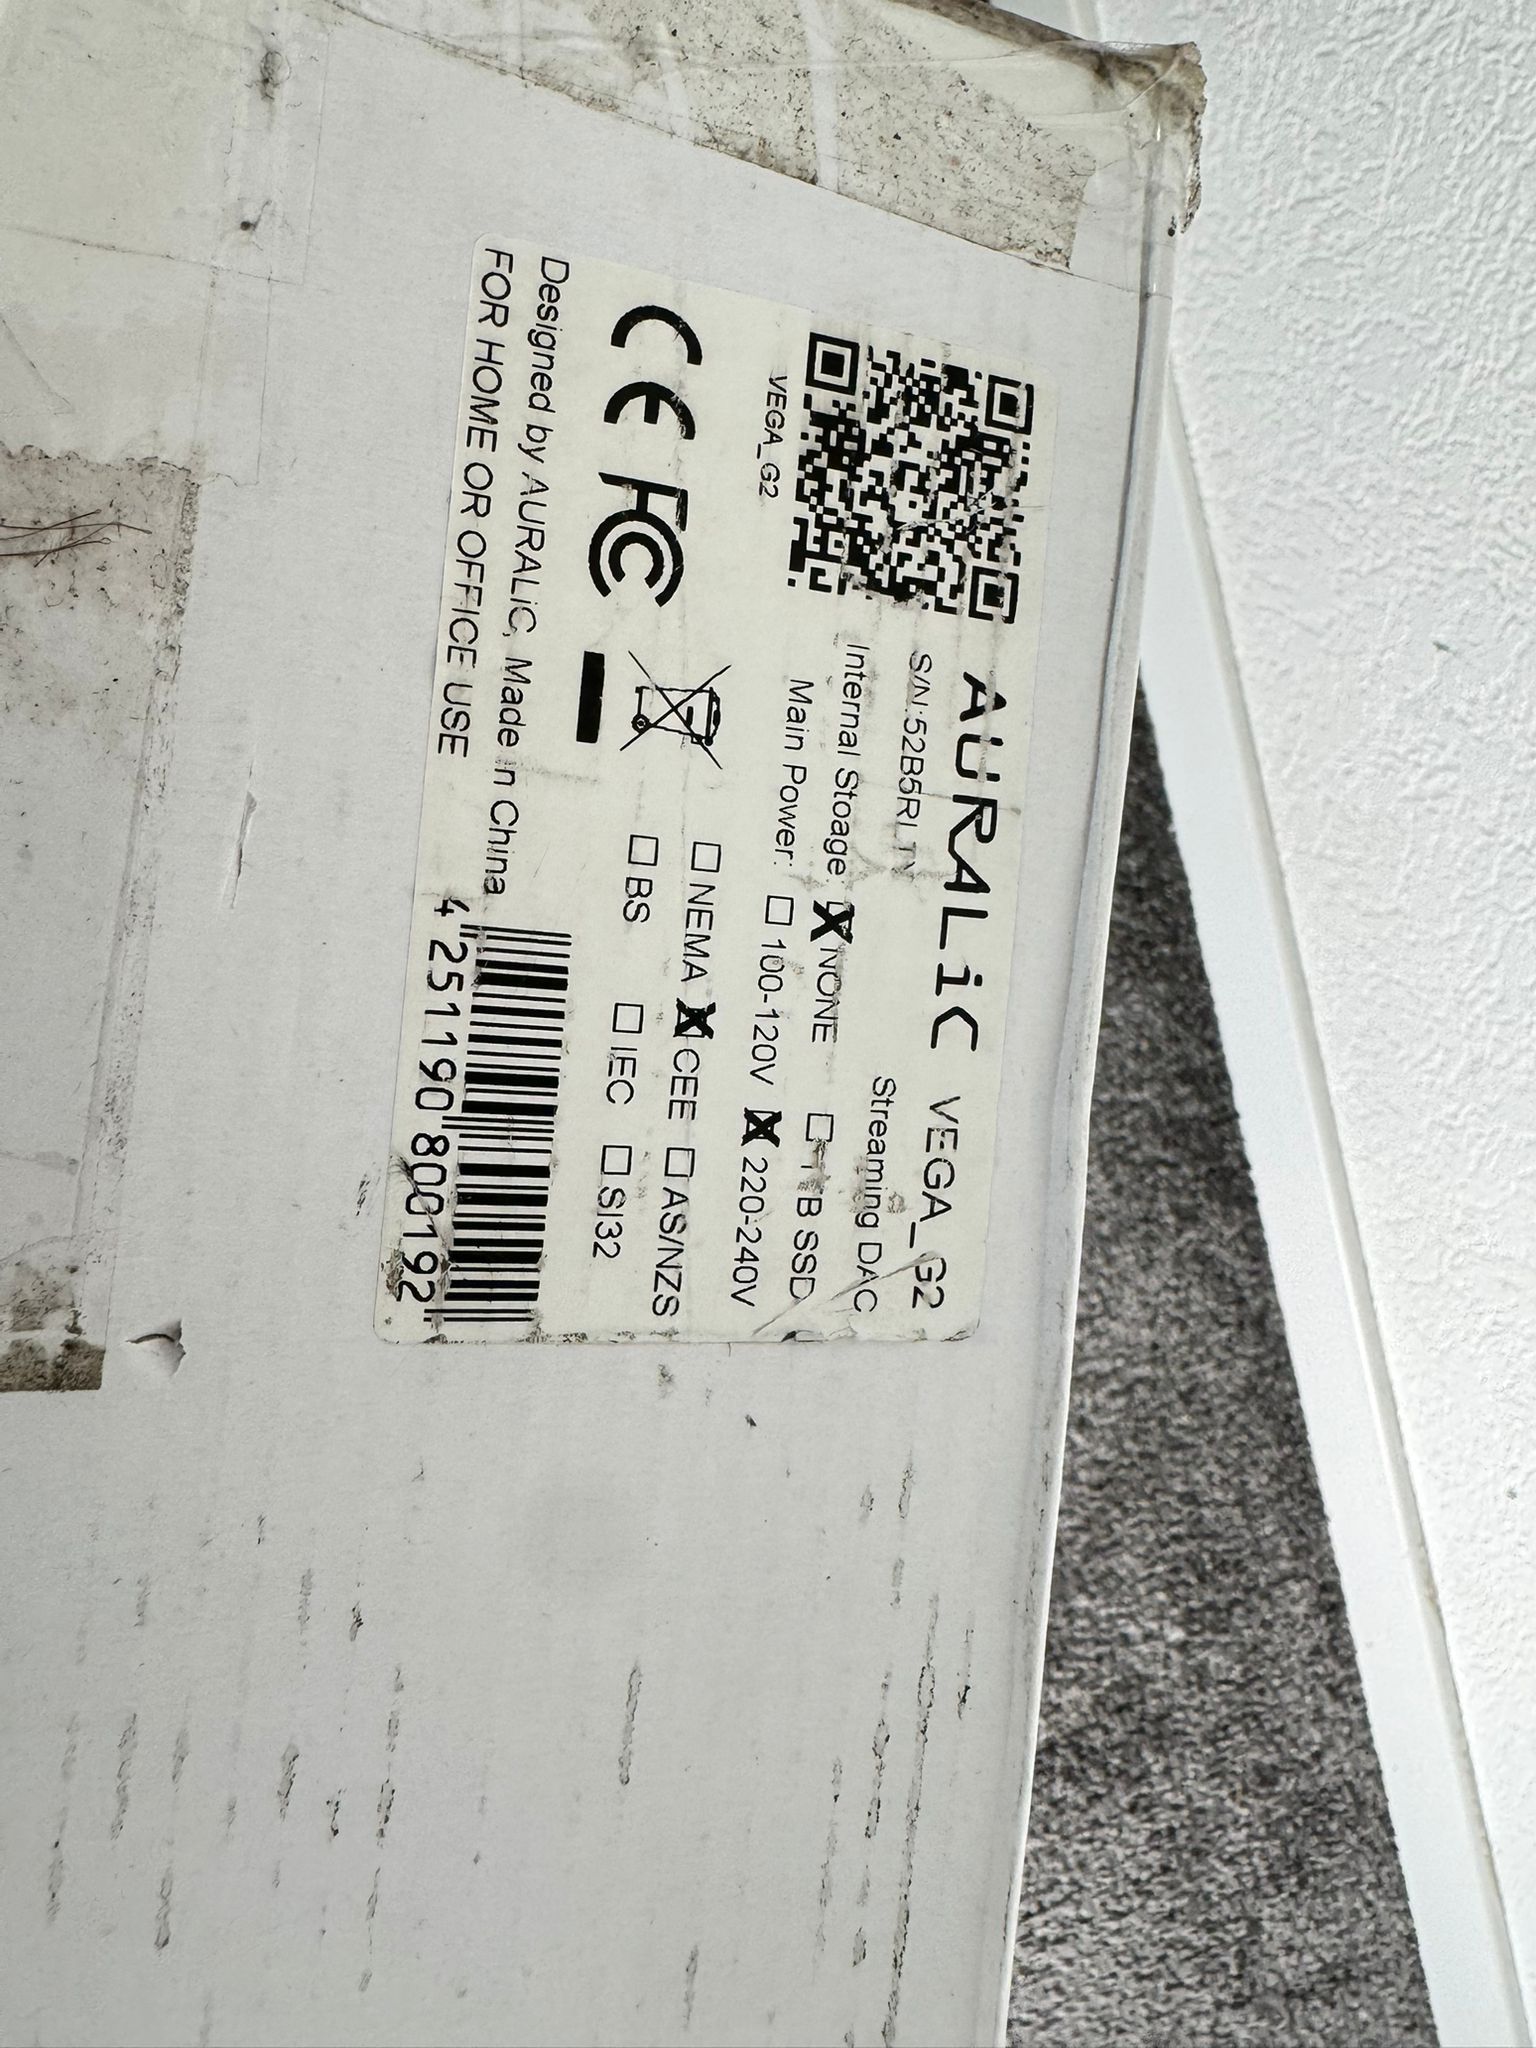 AURALiC VEGA_G2
Streaming DAC
Internal Stoage: NONE 1TB SSD
Main Power: 100-120V 220-240V
VEGA_G2
NEMA CEE AS/NZS
BS IEC SI32
Designed by AURALiC, Made in China
FOR HOME OR OFFICE USE
4 251190 800192